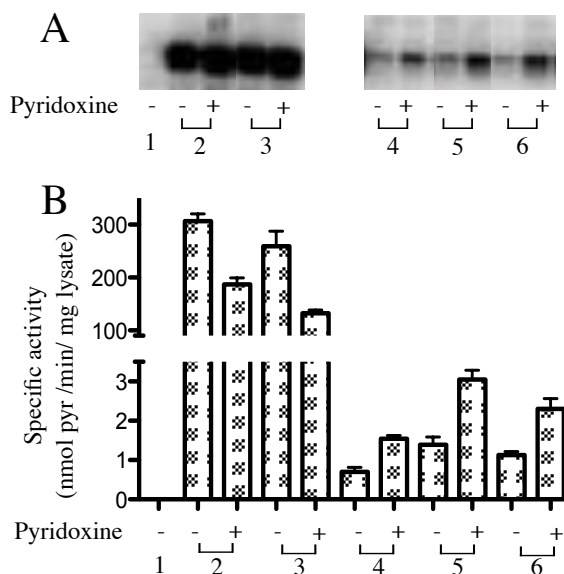 A
Pyridoxine - - + - + - + - + - +
1 2 3 4 5 6
B
Specific activity
(nmol pyr /min/ mg lysate)
300
200
100
3
2
1
0
Pyridoxine - - + - + - + - + - +
1 2 3 4 5 6